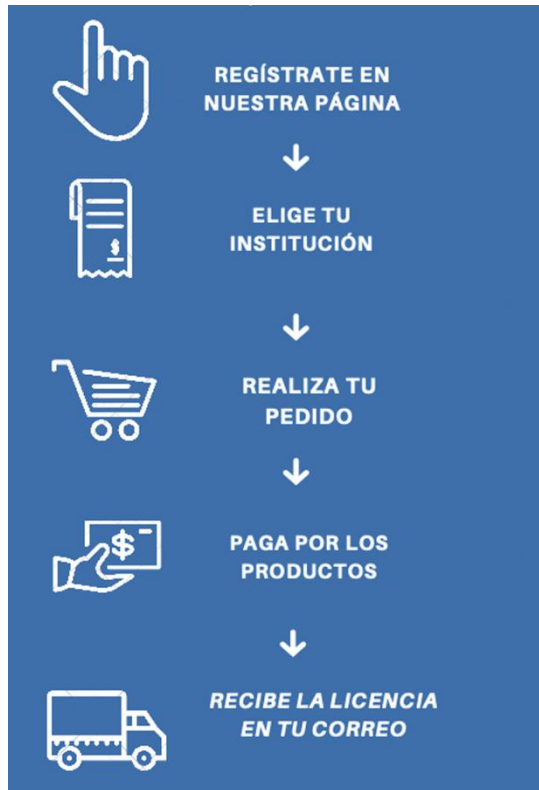 REGÍSTRATE EN
NUESTRA PÁGINA
ELIGE TU
INSTITUCIÓN
$
REALIZA TU
PEDIDO
$
PAGA POR LOS
PRODUCTOS
RECIBE LA LICENCIA
EN TU CORREO